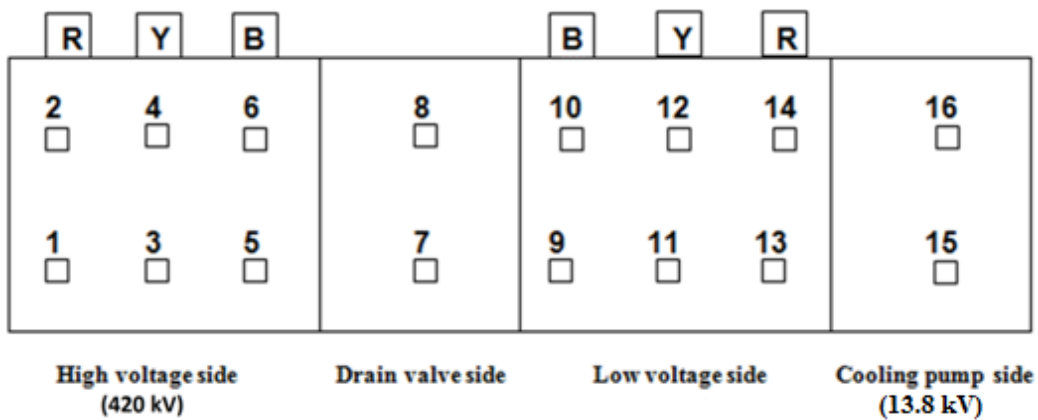 R Y B B Y R
2 4 6 8 10 12 14 16
1 3 5 7 9 11 13 15
High voltage side Drain valve side Low voltage side Cooling pump side
(420 kV) (13.8 kV)